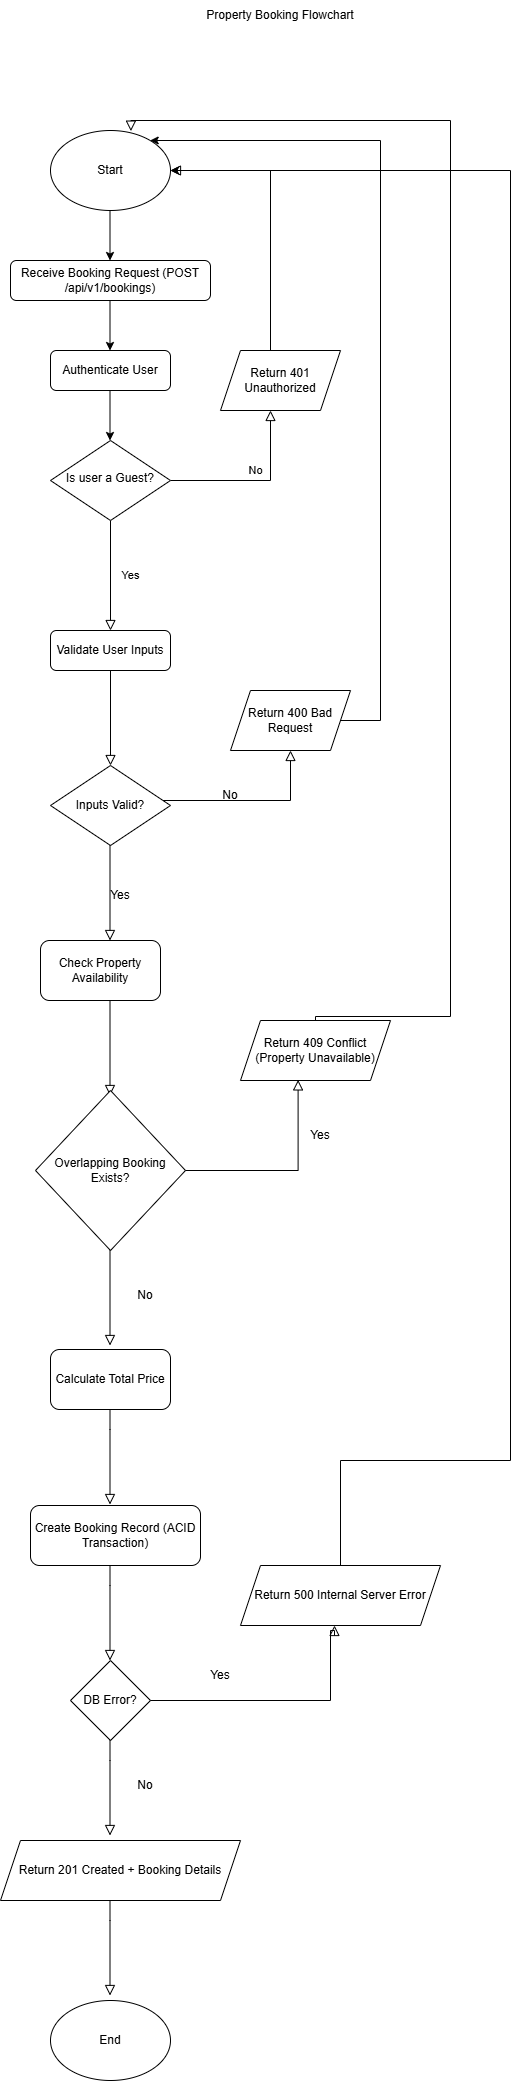 Property Booking Flowchart
Start
Receive Booking Request (POST
/api/v1/bookings)
Authenticate User
Return 401
Unauthorized
Is user a Guest?
No
Yes
Validate User Inputs
Return 400 Bad
Request
Inputs Valid?
No
Yes
Check Property
Availability
Return 409 Conflict
(Property Unavailable)
Yes
Overlapping Booking
Exists?
No
Calculate Total Price
Create Booking Record (ACID
Transaction)
Return 500 Internal Server Error
Yes
DB Error?
No
Return 201 Created + Booking Details
End